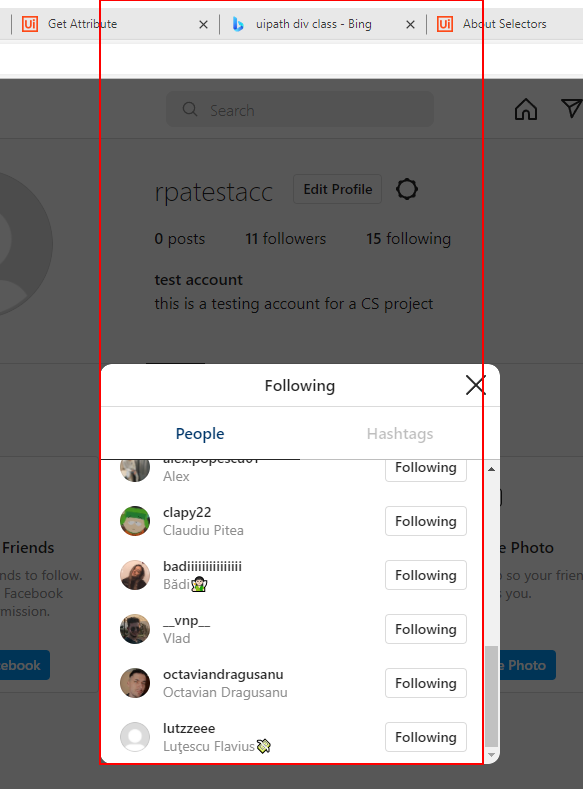 Ui Get Attribute
uipath div class - Bing
Ui About Selectors
Search
rpatestacc
Edit Profile
0 posts
11 followers
15 following
test account
this is a testing account for a CS project
Following
People
Hashtags
Following
Alex
clapy22
Claudiu Pitea
Following
badiiiiiiiiiiiiiii
Bădi🧝‍♀️
Following
__vnp__
Vlad
Following
octaviandragusanu
Octavian Dragusanu
Following
lutzzeee
Luţescu Flavius
Following
Friends
nds to follow.
Facebook
mission.
cebook
e Photo
so your frien
s you.
e Photo